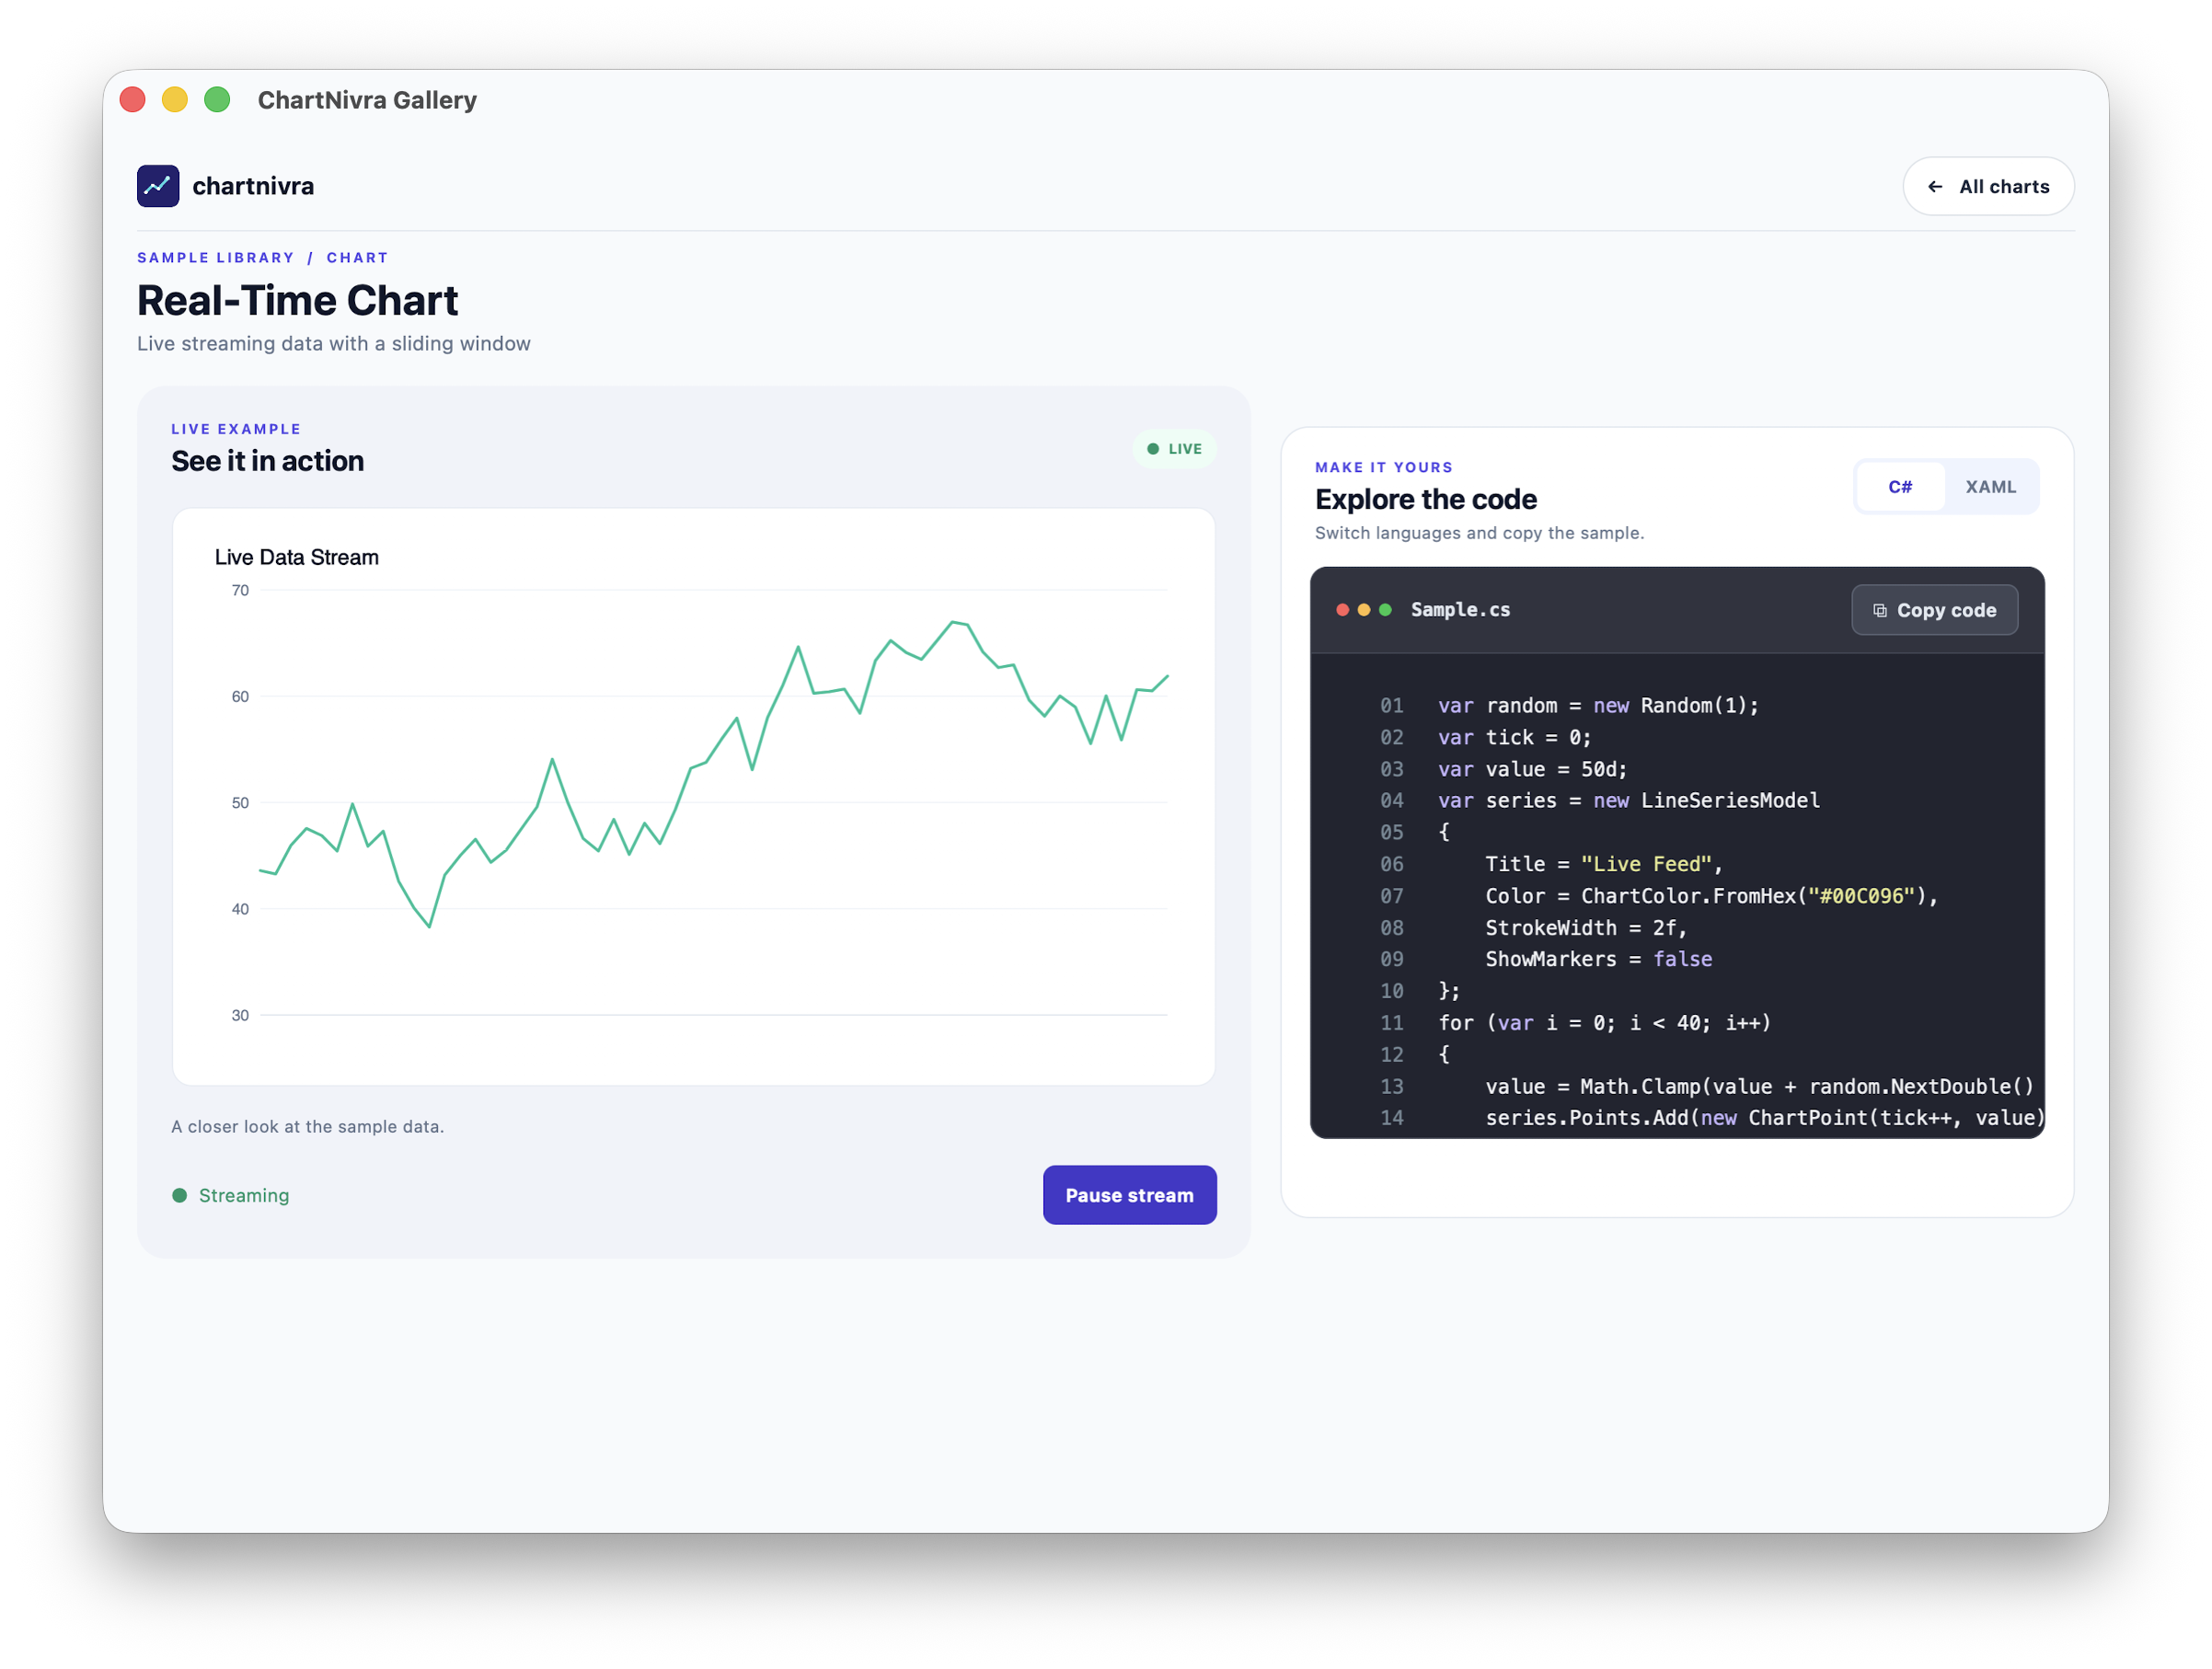 ChartNivra Gallery
chartnivra
← All charts
SAMPLE LIBRARY / CHART
Real-Time Chart
Live streaming data with a sliding window
LIVE EXAMPLE
See it in action
LIVE
Live Data Stream
70
60
50
40
30
A closer look at the sample data.
Streaming
Pause stream
MAKE IT YOURS
Explore the code
Switch languages and copy the sample.
C# XAML
Sample.cs
Copy code
01 var random = new Random(1);
02 var tick = 0;
03 var value = 50d;
04 var series = new LineSeriesModel
05 {
06     Title = "Live Feed",
07     Color = ChartColor.FromHex("#00C096"),
08     StrokeWidth = 2f,
09     ShowMarkers = false
10 };
11 for (var i = 0; i < 40; i++)
12 {
13     value = Math.Clamp(value + random.NextDouble()
14     series.Points.Add(new ChartPoint(tick++, value)